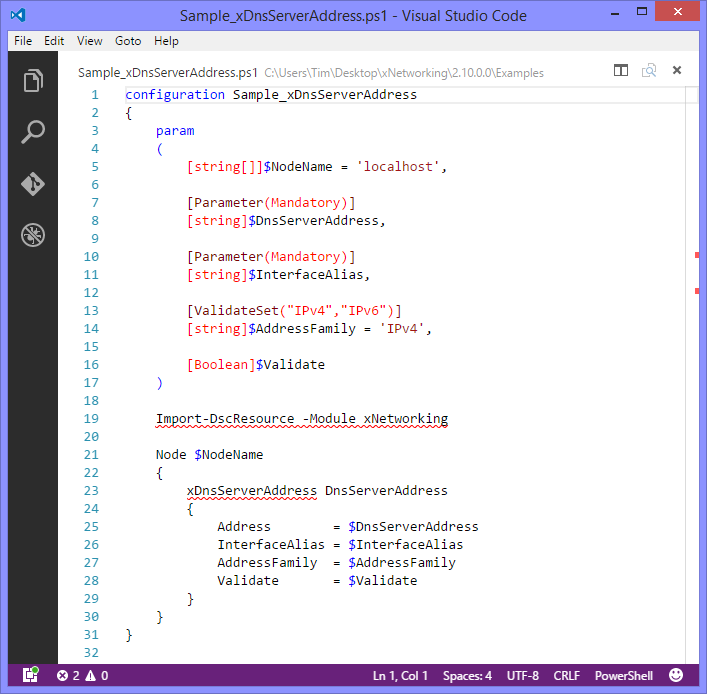 Sample_xDnsServerAddress.ps1 - Visual Studio Code
File Edit View Goto Help
Sample_xDnsServerAddress.ps1 C:\Users\Tim\Desktop\xNetworking\2.10.0.0\Examples
1 configuration Sample_xDnsServerAddress
2 {
3     param
4     (
5         [string[]]$NodeName = 'localhost',
6
7         [Parameter(Mandatory)]
8         [string]$DnsServerAddress,
9
10         [Parameter(Mandatory)]
11         [string]$InterfaceAlias,
12
13         [ValidateSet("IPv4","IPv6")]
14         [string]$AddressFamily = 'IPv4',
15
16         [Boolean]$Validate
17     )
18
19     Import-DscResource -Module xNetworking
20
21     Node $NodeName
22     {
23         xDnsServerAddress DnsServerAddress
24         {
25             Address        = $DnsServerAddress
26             InterfaceAlias = $InterfaceAlias
27             AddressFamily  = $AddressFamily
28             Validate       = $Validate
29         }
30     }
31 }
32
2 0 Ln 1, Col 1 Spaces: 4 UTF-8 CRLF PowerShell